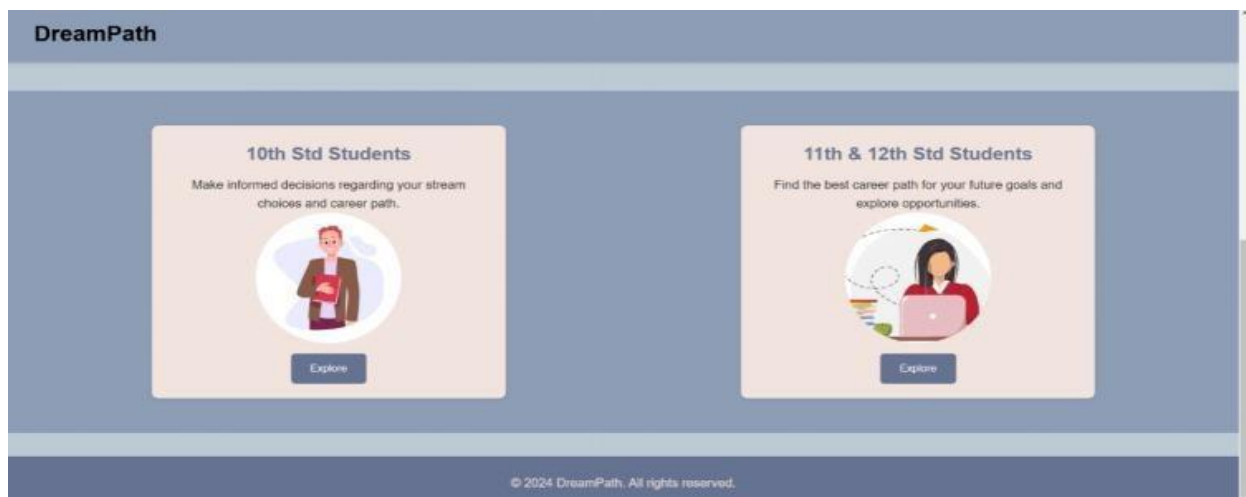 DreamPath
10th Std Students
Make informed decisions regarding your stream
choices and career path.
Explore
11th & 12th Std Students
Find the best career path for your future goals and
explore opportunities.
Explore
© 2024 DreamPath. All rights reserved.